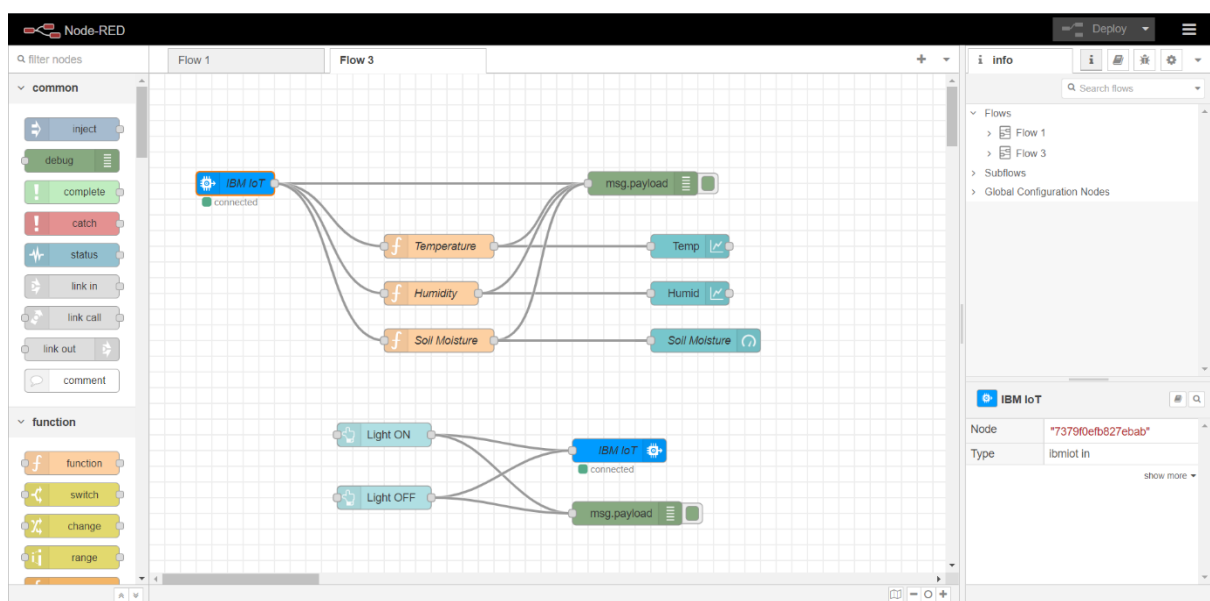 Node-RED
Deploy
filter nodes
Flow 1
Flow 3
i info
i
Search flows
common
inject
debug
complete
catch
status
link in
link call
link out
comment
function
function
switch
change
range
IBM IoT
connected
msg.payload
Temperature
Temp
Humidity
Humid
Soil Moisture
Soil Moisture
Light ON
IBM IoT
connected
Light OFF
msg.payload
Flows
Flow 1
Flow 3
Subflows
Global Configuration Nodes
IBM IoT
Node "7379f0efb827ebab"
Type ibmiot in
show more